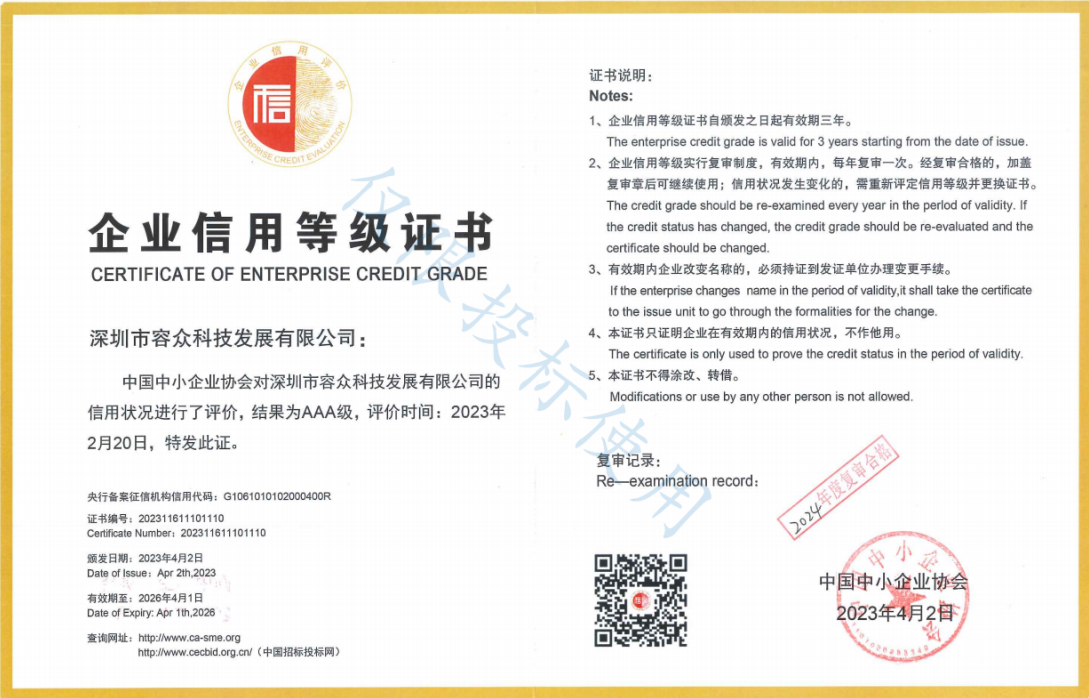 企业信用评价
信
ENTERPRISE CREDIT EVALUATION
企业信用等级证书
CERTIFICATE OF ENTERPRISE CREDIT GRADE
深圳市容众科技发展有限公司：
中国中小企业协会对深圳市容众科技发展有限公司的
信用状况进行了评价，结果为AAA级，评价时间：2023年
2月20日，特发此证。
央行备案征信机构信用代码：G1061010102000400R
证书编号：202311611101110
Certificate Number：202311611101110
颁发日期：2023年4月2日
Date of Issue：Apr 2th,2023
有效期至：2026年4月1日
Date of Expiry: Apr 1th,2026
查询网址：http://www.ca-sme.org
http://www.cecbid.org.cn/（中国招标投标网）
仅限投标使用
证书说明：
Notes:
1、企业信用等级证书自颁发之日起有效期三年。
The enterprise credit grade is valid for 3 years starting from the date of issue.
2、企业信用等级实行复审制度，有效期内，每年复审一次。经复审合格的，加盖
复审章后可继续使用；信用状况发生变化的，需重新评定信用等级并更换证书。
The credit grade should be re-examined every year in the perlod of validity. If
the credit status has changed, the credit grade should be re-evaluated and the
certificate should be changed.
3、有效期内企业改变名称的，必须持证到发证单位办理变更手续。
If the enterprise changes name in the period of validity,it shall take the certificate
to the issue unit to go through the formalities for the change.
4、本证书只证明企业在有效期内的信用状况，不作他用。
The certificate is only used to prove the credit status in the period of validity.
5、本证书不得涂改、转借。
Modifications or use by any other person is not allowed.
复审记录：
Re—examination record：
2024年度复审合格
中国中小企业协会
中国中小企业协会
2023年4月2日